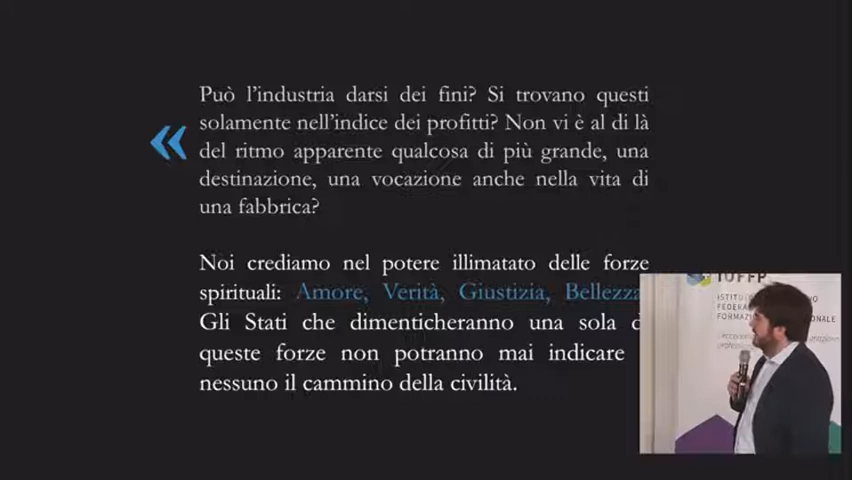 Può l'industria darsi dei fini? Si trovano questi
solamente nell'indice dei profitti? Non vi è al di là
del ritmo apparente qualcosa di più grande, una
destinazione, una vocazione anche nella vita di
una fabbrica?
Noi crediamo nel potere illimatato delle forze
spirituali: Amore, Verità, Giustizia, Bellezza
Gli Stati che dimenticheranno una sola
queste forze non potranno mai indicare
nessuno il cammino della civilità.
IUFFP
FEDERA
FORMAZI